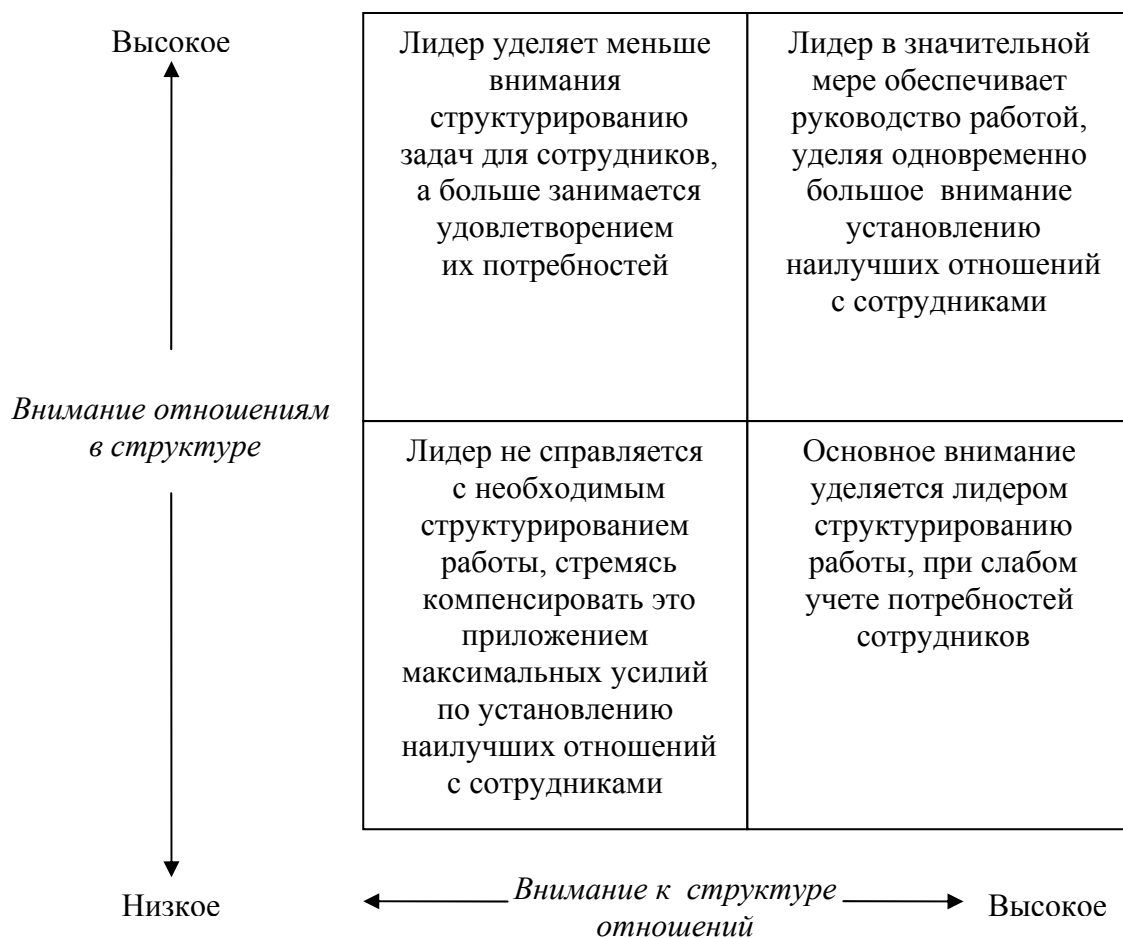 Высокое
Лидер уделяет меньше
внимания
структурированию
задач для сотрудников,
а больше занимается
удовлетворением
их потребностей
Лидер в значительной
мере обеспечивает
руководство работой,
уделяя одновременно
большое внимание
установлению
наилучших отношений
с сотрудниками
Внимание отношениям
в структуре
Лидер не справляется
с необходимым
структурированием
работы, стремясь
компенсировать это
приложением
максимальных усилий
по установлению
наилучших отношений
с сотрудниками
Основное внимание
уделяется лидером
структурированию
работы, при слабом
учете потребностей
сотрудников
Низкое
Внимание к структуре
отношений
Высокое